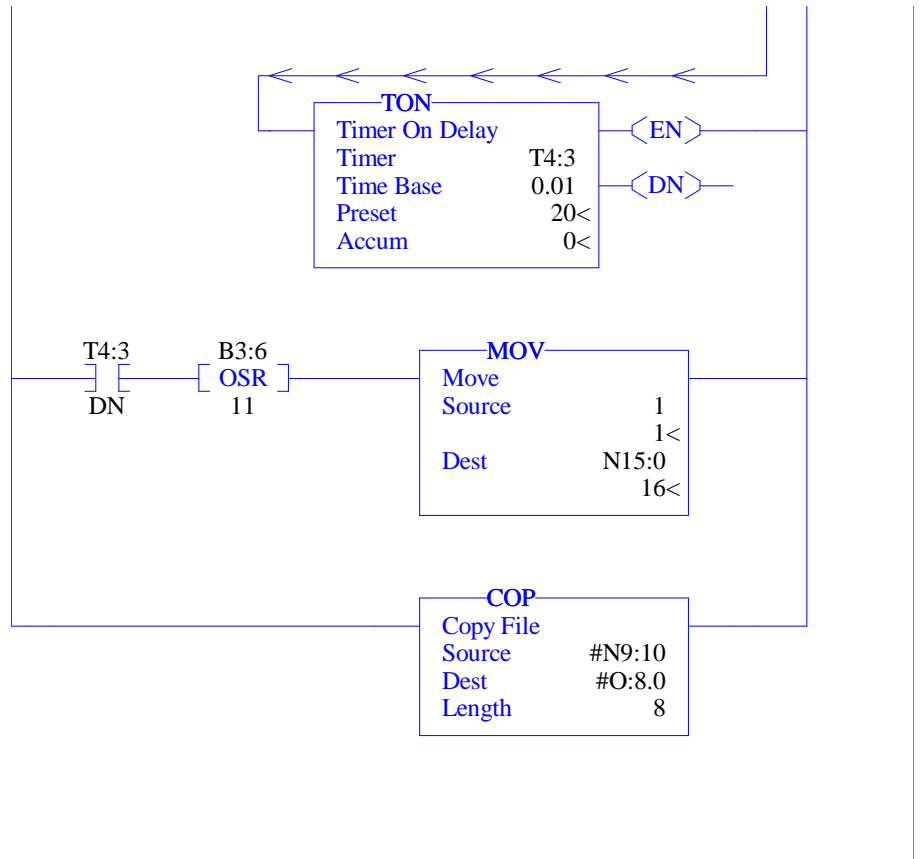 TON
Timer On Delay
EN
Timer T4:3
Time Base 0.01
DN
Preset 20<
Accum 0<
T4:3
B3:6
OSR
DN
11
MOV
Move
Source 1
1<
Dest N15:0
16<
COP
Copy File
Source #N9:10
Dest #O:8.0
Length 8